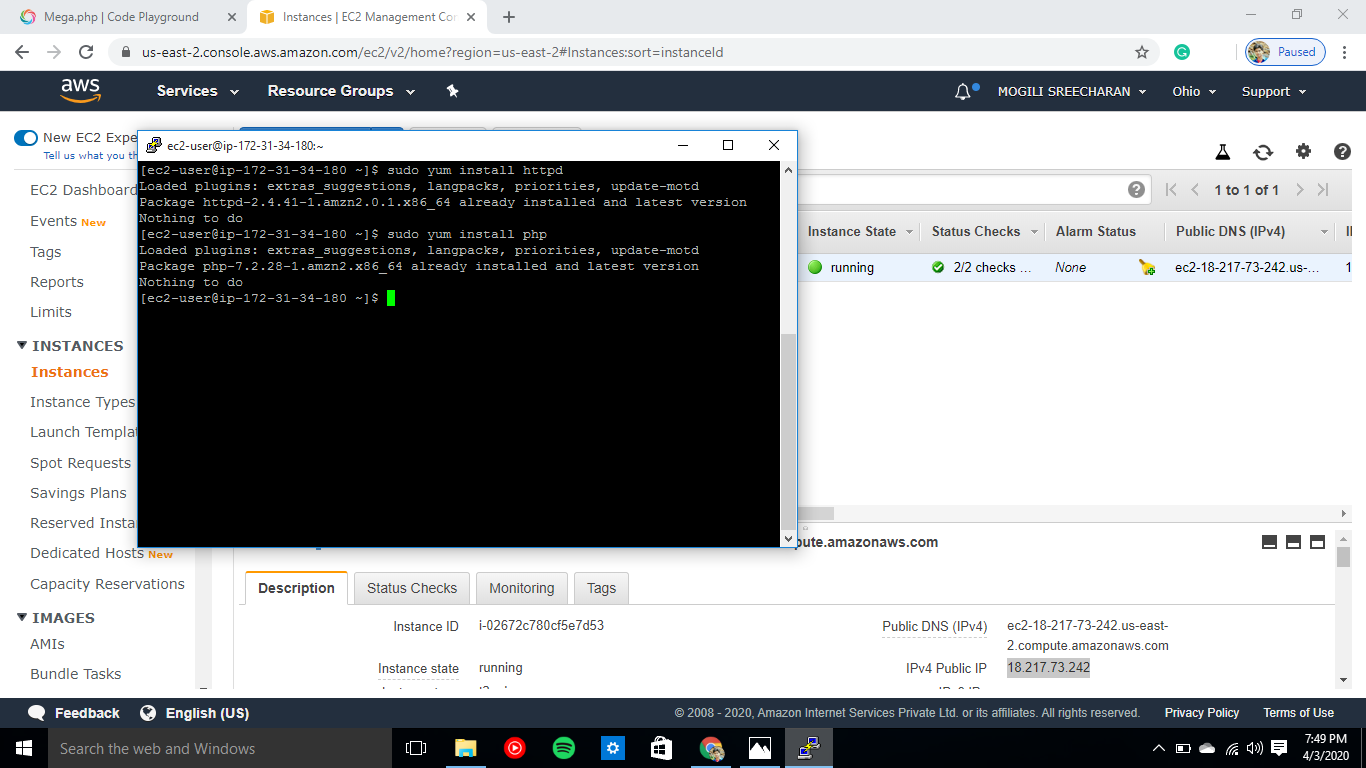 Mega.php | Code Playground
Instances | EC2 Management Con
us-east-2.console.aws.amazon.com/ec2/v2/home?region=us-east-2#Instances:sort=instanceId
Paused
aws
Services
Resource Groups
MOGILI SREECHARAN
Ohio
Support
New EC2 Expe
Tell us what you th
EC2 Dashboard
Events New
Tags
Reports
Limits
INSTANCES
Instances
Instance Types
Launch Templat
Spot Requests
Savings Plans
Reserved Instan
Dedicated Hosts New
Capacity Reservations
IMAGES
AMIs
Bundle Tasks
ec2-user@ip-172-31-34-180:~
[ec2-user@ip-172-31-34-180 ~]$ sudo yum install httpd
Loaded plugins: extras_suggestions, langpacks, priorities, update-motd
Package httpd-2.4.41-1.amzn2.0.1.x86_64 already installed and latest version
Nothing to do
[ec2-user@ip-172-31-34-180 ~]$ sudo yum install php
Loaded plugins: extras_suggestions, langpacks, priorities, update-motd
Package php-7.2.28-1.amzn2.x86_64 already installed and latest version
Nothing to do
[ec2-user@ip-172-31-34-180 ~]$
1 to 1 of 1
Instance State
Status Checks
Alarm Status
Public DNS (IPv4)
running
2/2 checks ...
None
ec2-18-217-73-242.us-...
1
pute.amazonaws.com
Description
Status Checks
Monitoring
Tags
Instance ID
i-02672c780cf5e7d53
Public DNS (IPv4)
ec2-18-217-73-242.us-east-
2.compute.amazonaws.com
Instance state
running
IPv4 Public IP
18.217.73.242
Feedback
English (US)
© 2008 - 2020, Amazon Internet Services Private Ltd. or its affiliates. All rights reserved.
Privacy Policy
Terms of Use
Search the web and Windows
7:49 PM
4/3/2020